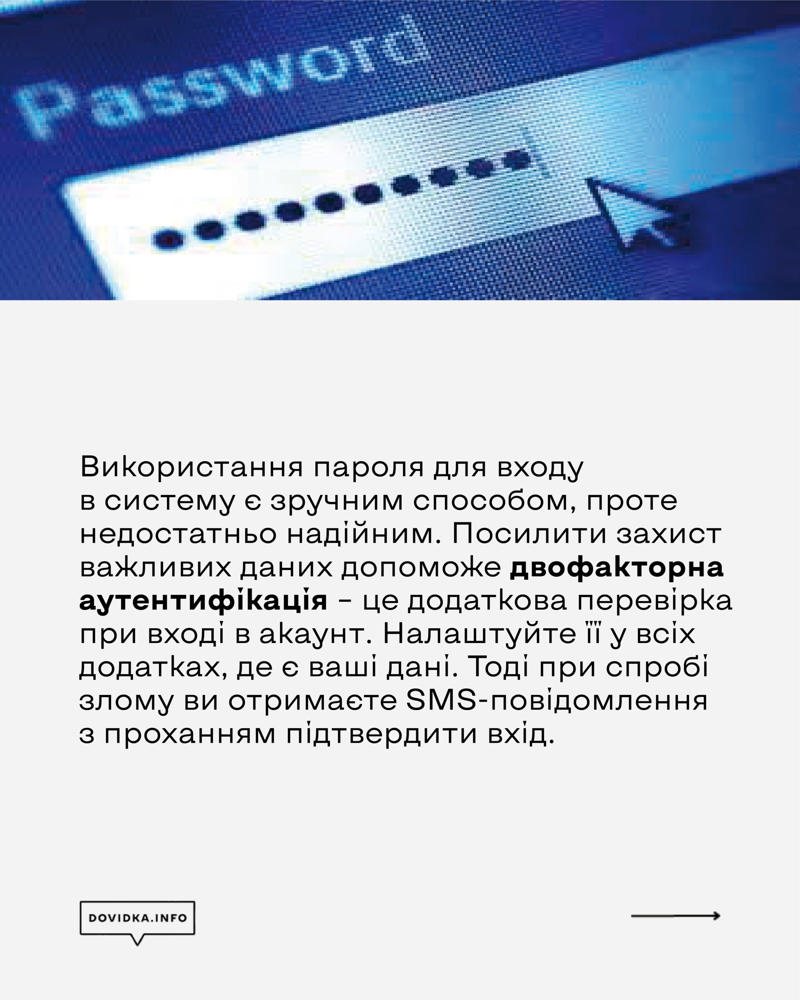 Password
Використання пароля для входу
в систему є зручним способом, проте
недостатньо надійним. Посилити захист
важливих даних допоможе двофакторна
аутентифікація – це додаткова перевірка
при вході в акаунт. Налаштуйте її у всіх
додатках, де є ваші дані. Тоді при спробі
злому ви отримаєте SMS-повідомлення
з проханням підтвердити вхід.
DOVIDKA.INFO